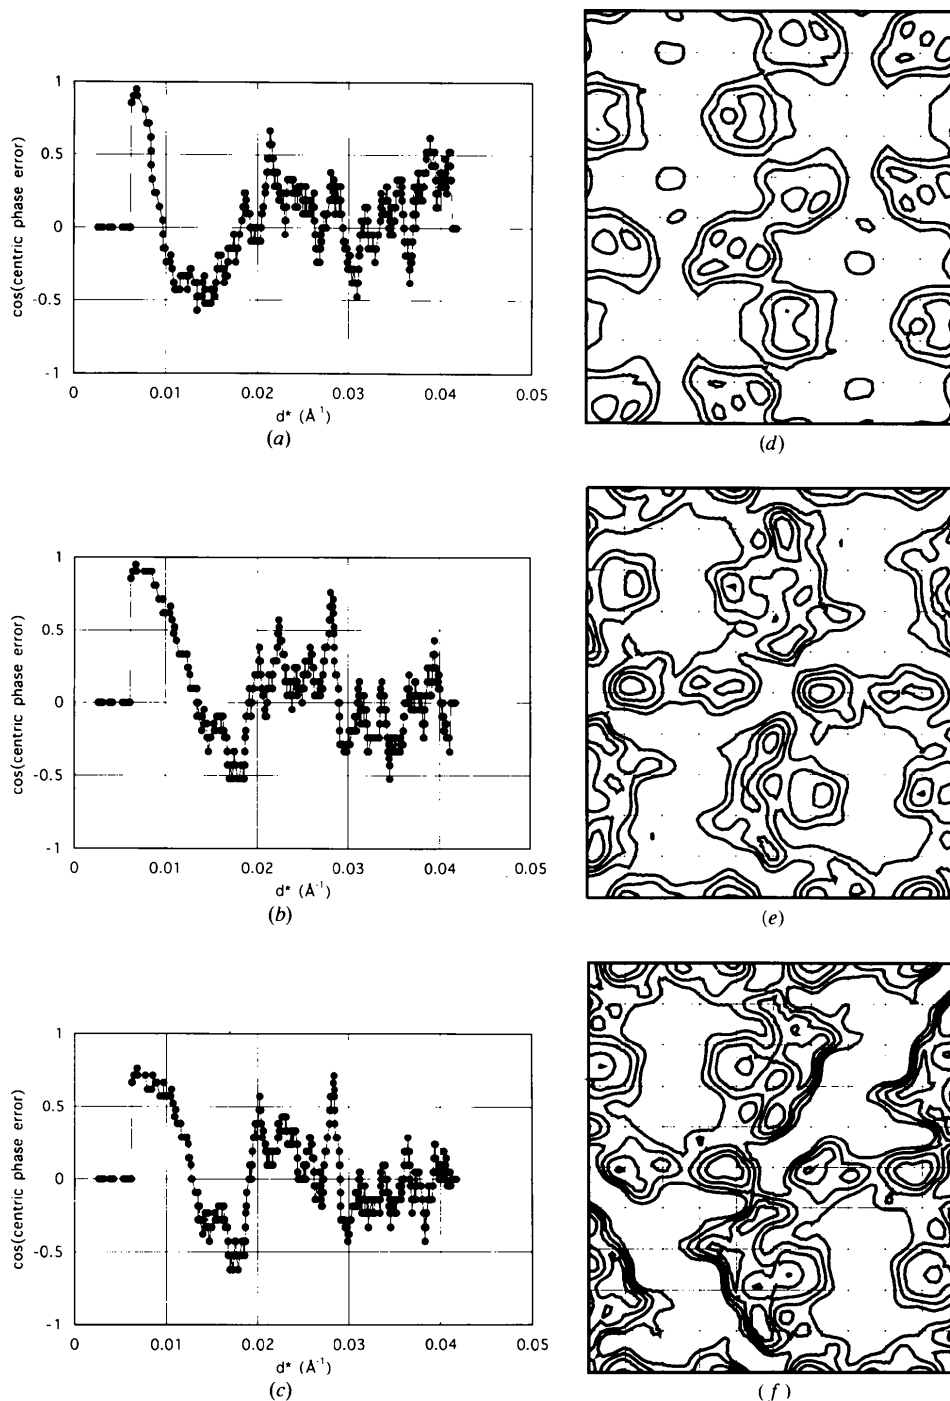 1
0.5
0
-0.5
-1
cos(centric phase error)
0 0.01 0.02 0.03 0.04 0.05
d* (Å⁻¹)
(a)
(d)
1
0.5
0
-0.5
-1
cos(centric phase error)
0 0.01 0.02 0.03 0.04 0.05
d* (Å⁻¹)
(b)
(e)
1
0.5
0
-0.5
-1
cos(centric phase error)
0 0.01 0.02 0.03 0.04 0.05
d* (Å⁻¹)
(c)
(f)